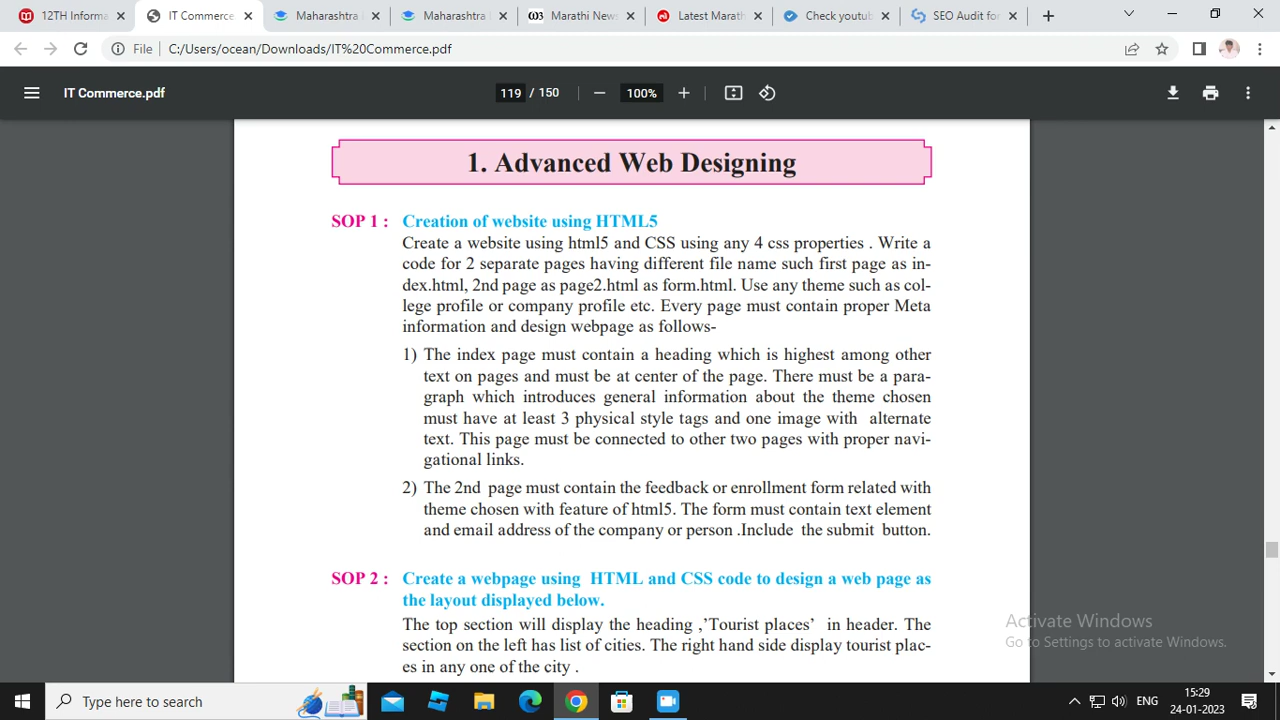 12TH Informa
IT Commerce
Maharashtra
Maharashtra
Marathi News
Latest Marath
Check youtub
SEO Audit for
File
C:/Users/ocean/Downloads/IT%20Commerce.pdf
IT Commerce.pdf
119 / 150
100%
1. Advanced Web Designing
SOP 1 : Creation of website using HTML5
Create a website using html5 and CSS using any 4 css properties . Write a
code for 2 separate pages having different file name such first page as in-
dex.html, 2nd page as page2.html as form.html. Use any theme such as col-
lege profile or company profile etc. Every page must contain proper Meta
information and design webpage as follows-
1) The index page must contain a heading which is highest among other
text on pages and must be at center of the page. There must be a para-
graph which introduces general information about the theme chosen
must have at least 3 physical style tags and one image with alternate
text. This page must be connected to other two pages with proper navi-
gational links.
2) The 2nd page must contain the feedback or enrollment form related with
theme chosen with feature of html5. The form must contain text element
and email address of the company or person .Include the submit button.
SOP 2 : Create a webpage using HTML and CSS code to design a web page as
the layout displayed below.
The top section will display the heading ,'Tourist places' in header. The
section on the left has list of cities. The right hand side display tourist plac-
es in any one of the city .
Activate Windows
Go to Settings to activate Windows.
Type here to search
ENG
15:29
24-01-2023